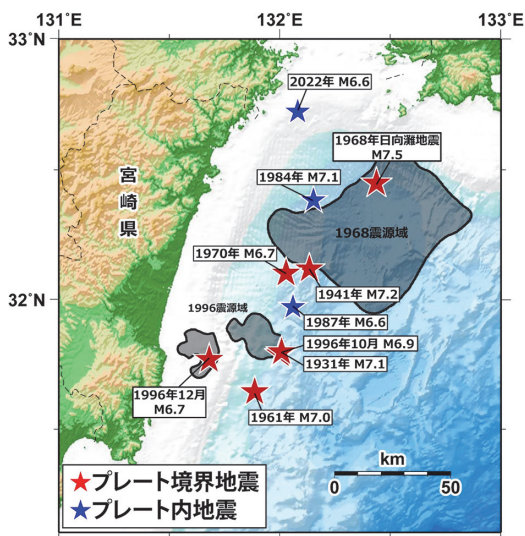 131°E
132°E
133°E
33°N
2022年 M6.6
1968年日向灘地震
M7.5
1984年 M7.1
宮崎県
1968震源域
1970年 M6.7
1941年 M7.2
32°N
1987年 M6.6
1996震源域
1996年10月 M6.9
1931年 M7.1
1996年12月
M6.7
1961年 M7.0
km
0
50
プレート境界地震
プレート内地震